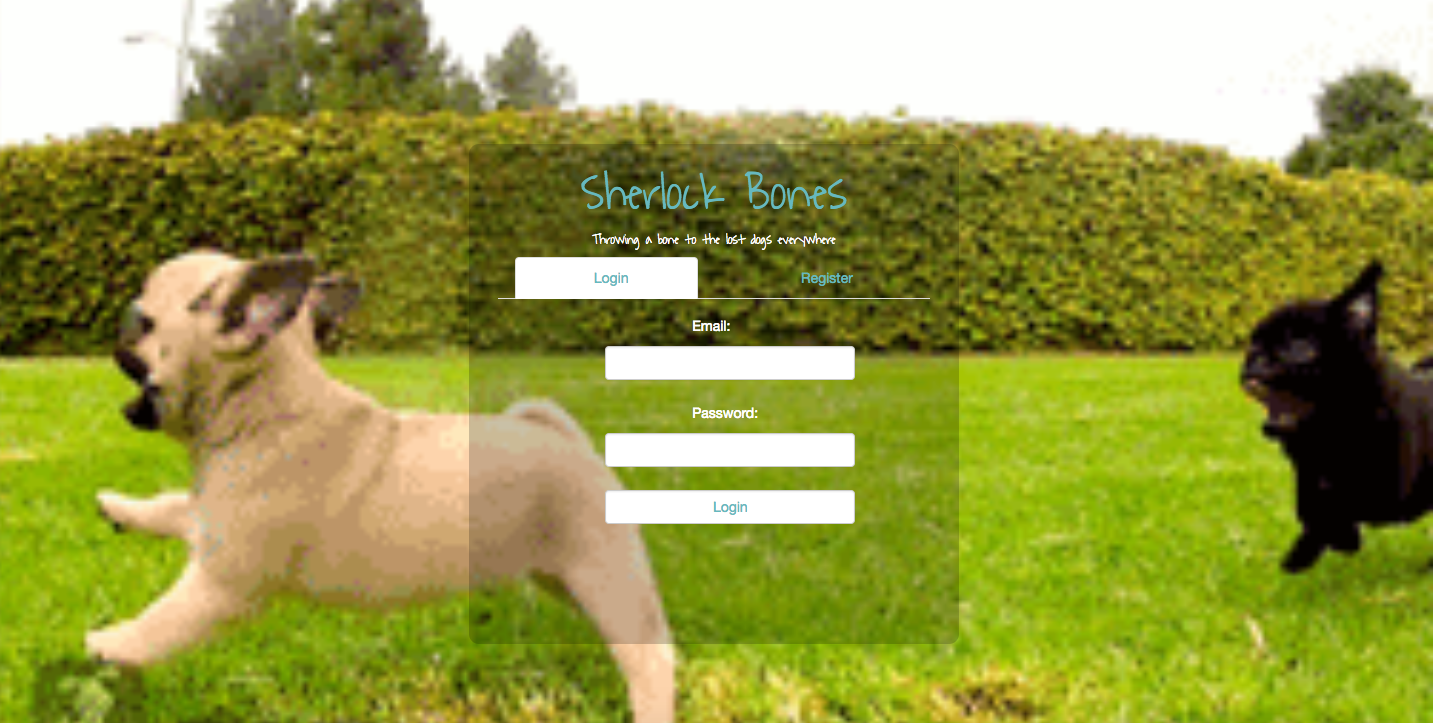 Sherlock Bones
Throwing a bone to the lost dogs everywhere
Login Register
Email:
Password:
Login